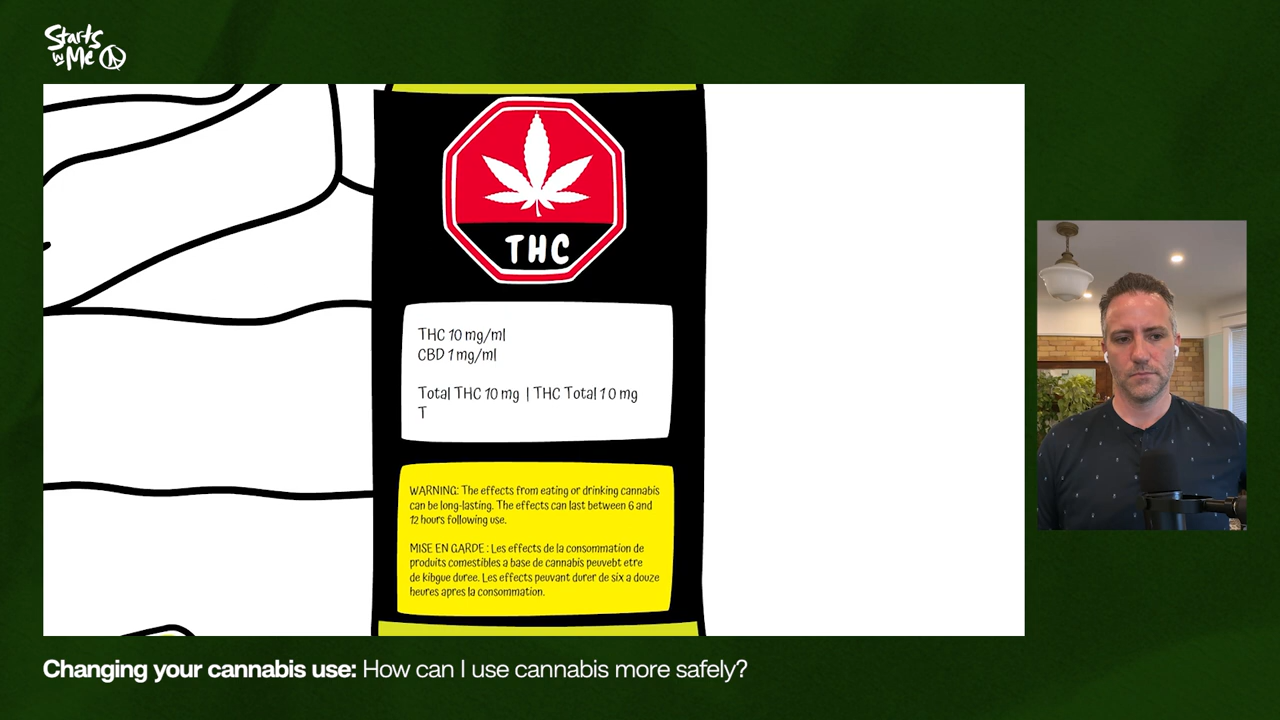 Starts
w Me
THC
THC 10 mg/ml
CBD 1 mg/ml
Total THC 10 mg | THC Total 10 mg
T
WARNING: The effects from eating or drinking cannabis
can be long-lasting. The effects can last between 6 and
12 hours following use.
MISE EN GARDE : Les effects de la consommation de
produits comestibles a base de cannabis peuvebt etre
de kibgue duree. Les effects peuvant durer de six a douze
heures apres la consommation.
Changing your cannabis use: How can I use cannabis more safely?